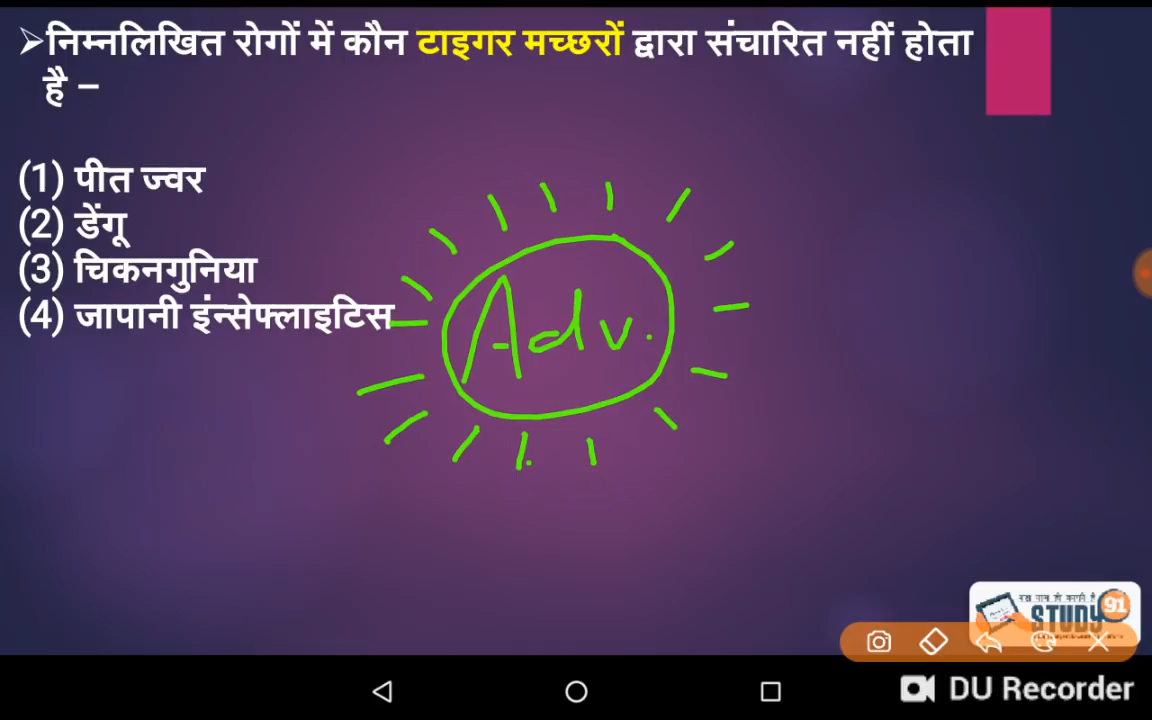 ➢निम्नलिखित रोगों में कौन टाइगर मच्छरों द्वारा संचारित नहीं होता
है –
(1) पीत ज्वर
(2) डेंगू
(3) चिकनगुनिया
(4) जापानी इंन्सेफ्लाइटिस
Adv.
91
STUDY
DU Recorder